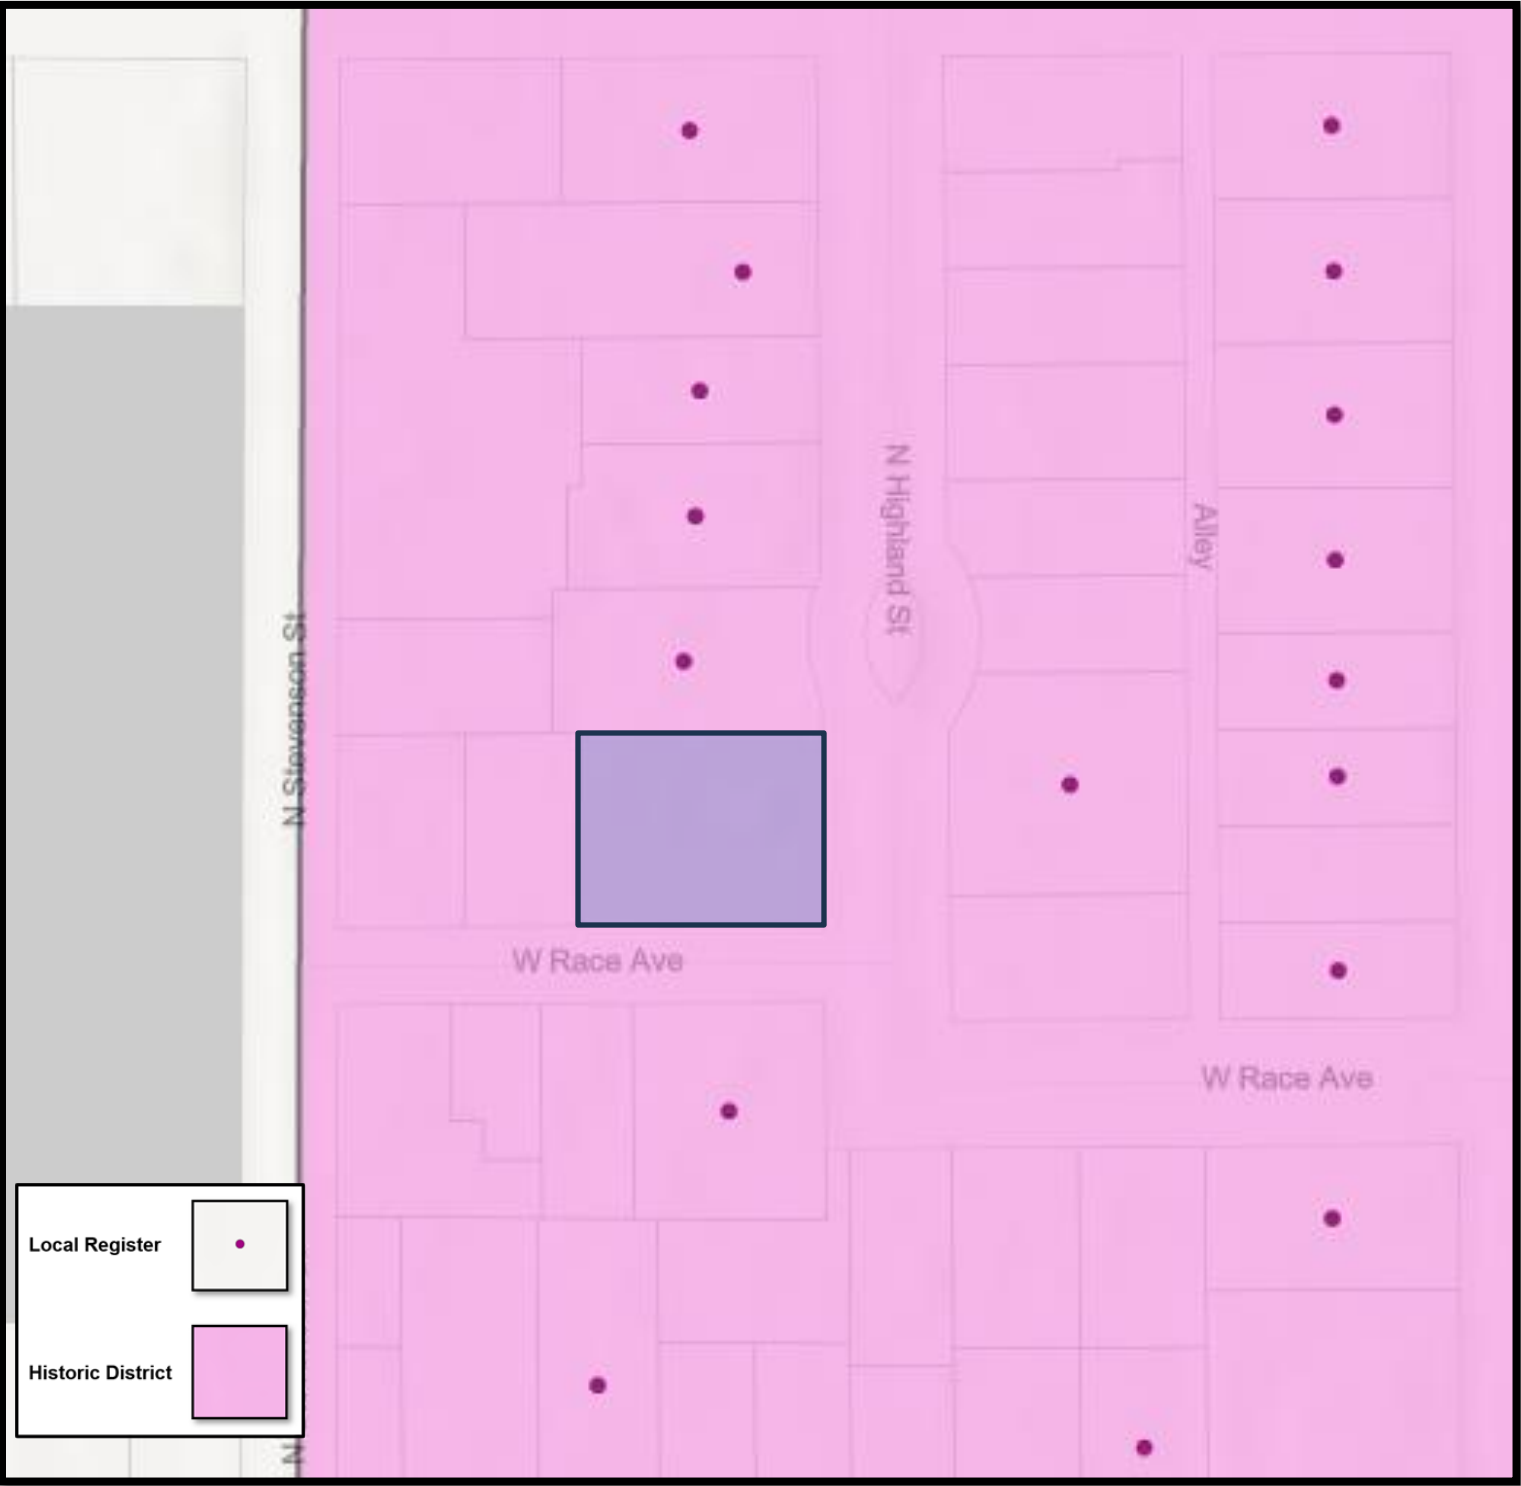 N Highland St
Alley
N Stevenson St
W Race Ave
W Race Ave
Local Register
Historic District
N